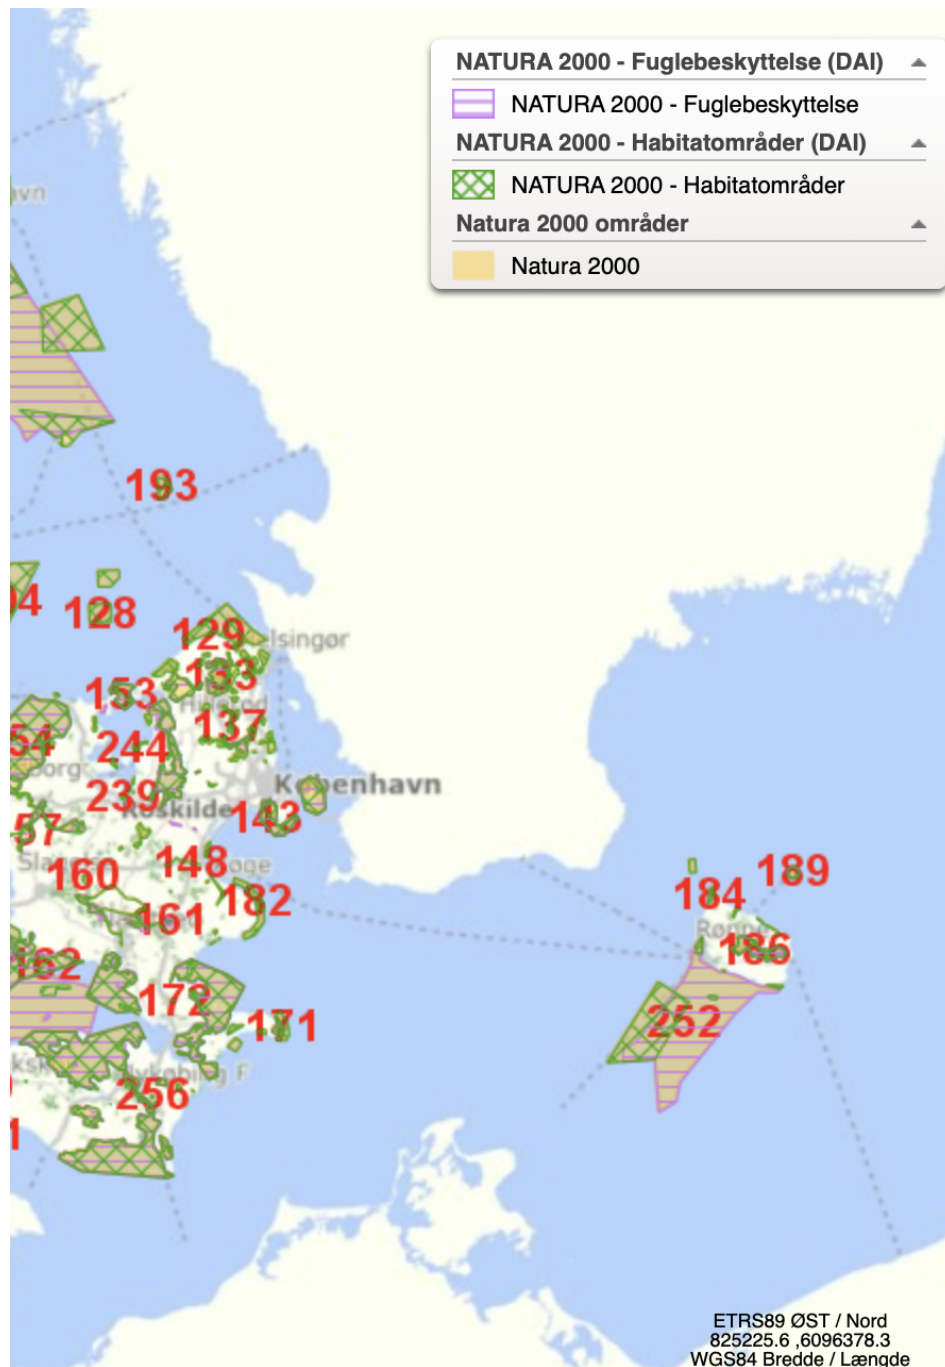 NATURA 2000 - Fuglebeskyttelse (DAI)
NATURA 2000 - Fuglebeskyttelse
NATURA 2000 - Habitatområder (DAI)
NATURA 2000 - Habitatområder
Natura 2000 områder
Natura 2000
193
128
129
153
137
244
København
239
Roskilde
143
148
189
160
184
182
161
Rønne
186
172
252
171
256
ETRS89 ØST / Nord
825225.6 ,6096378.3
WGS84 Bredde / Længde